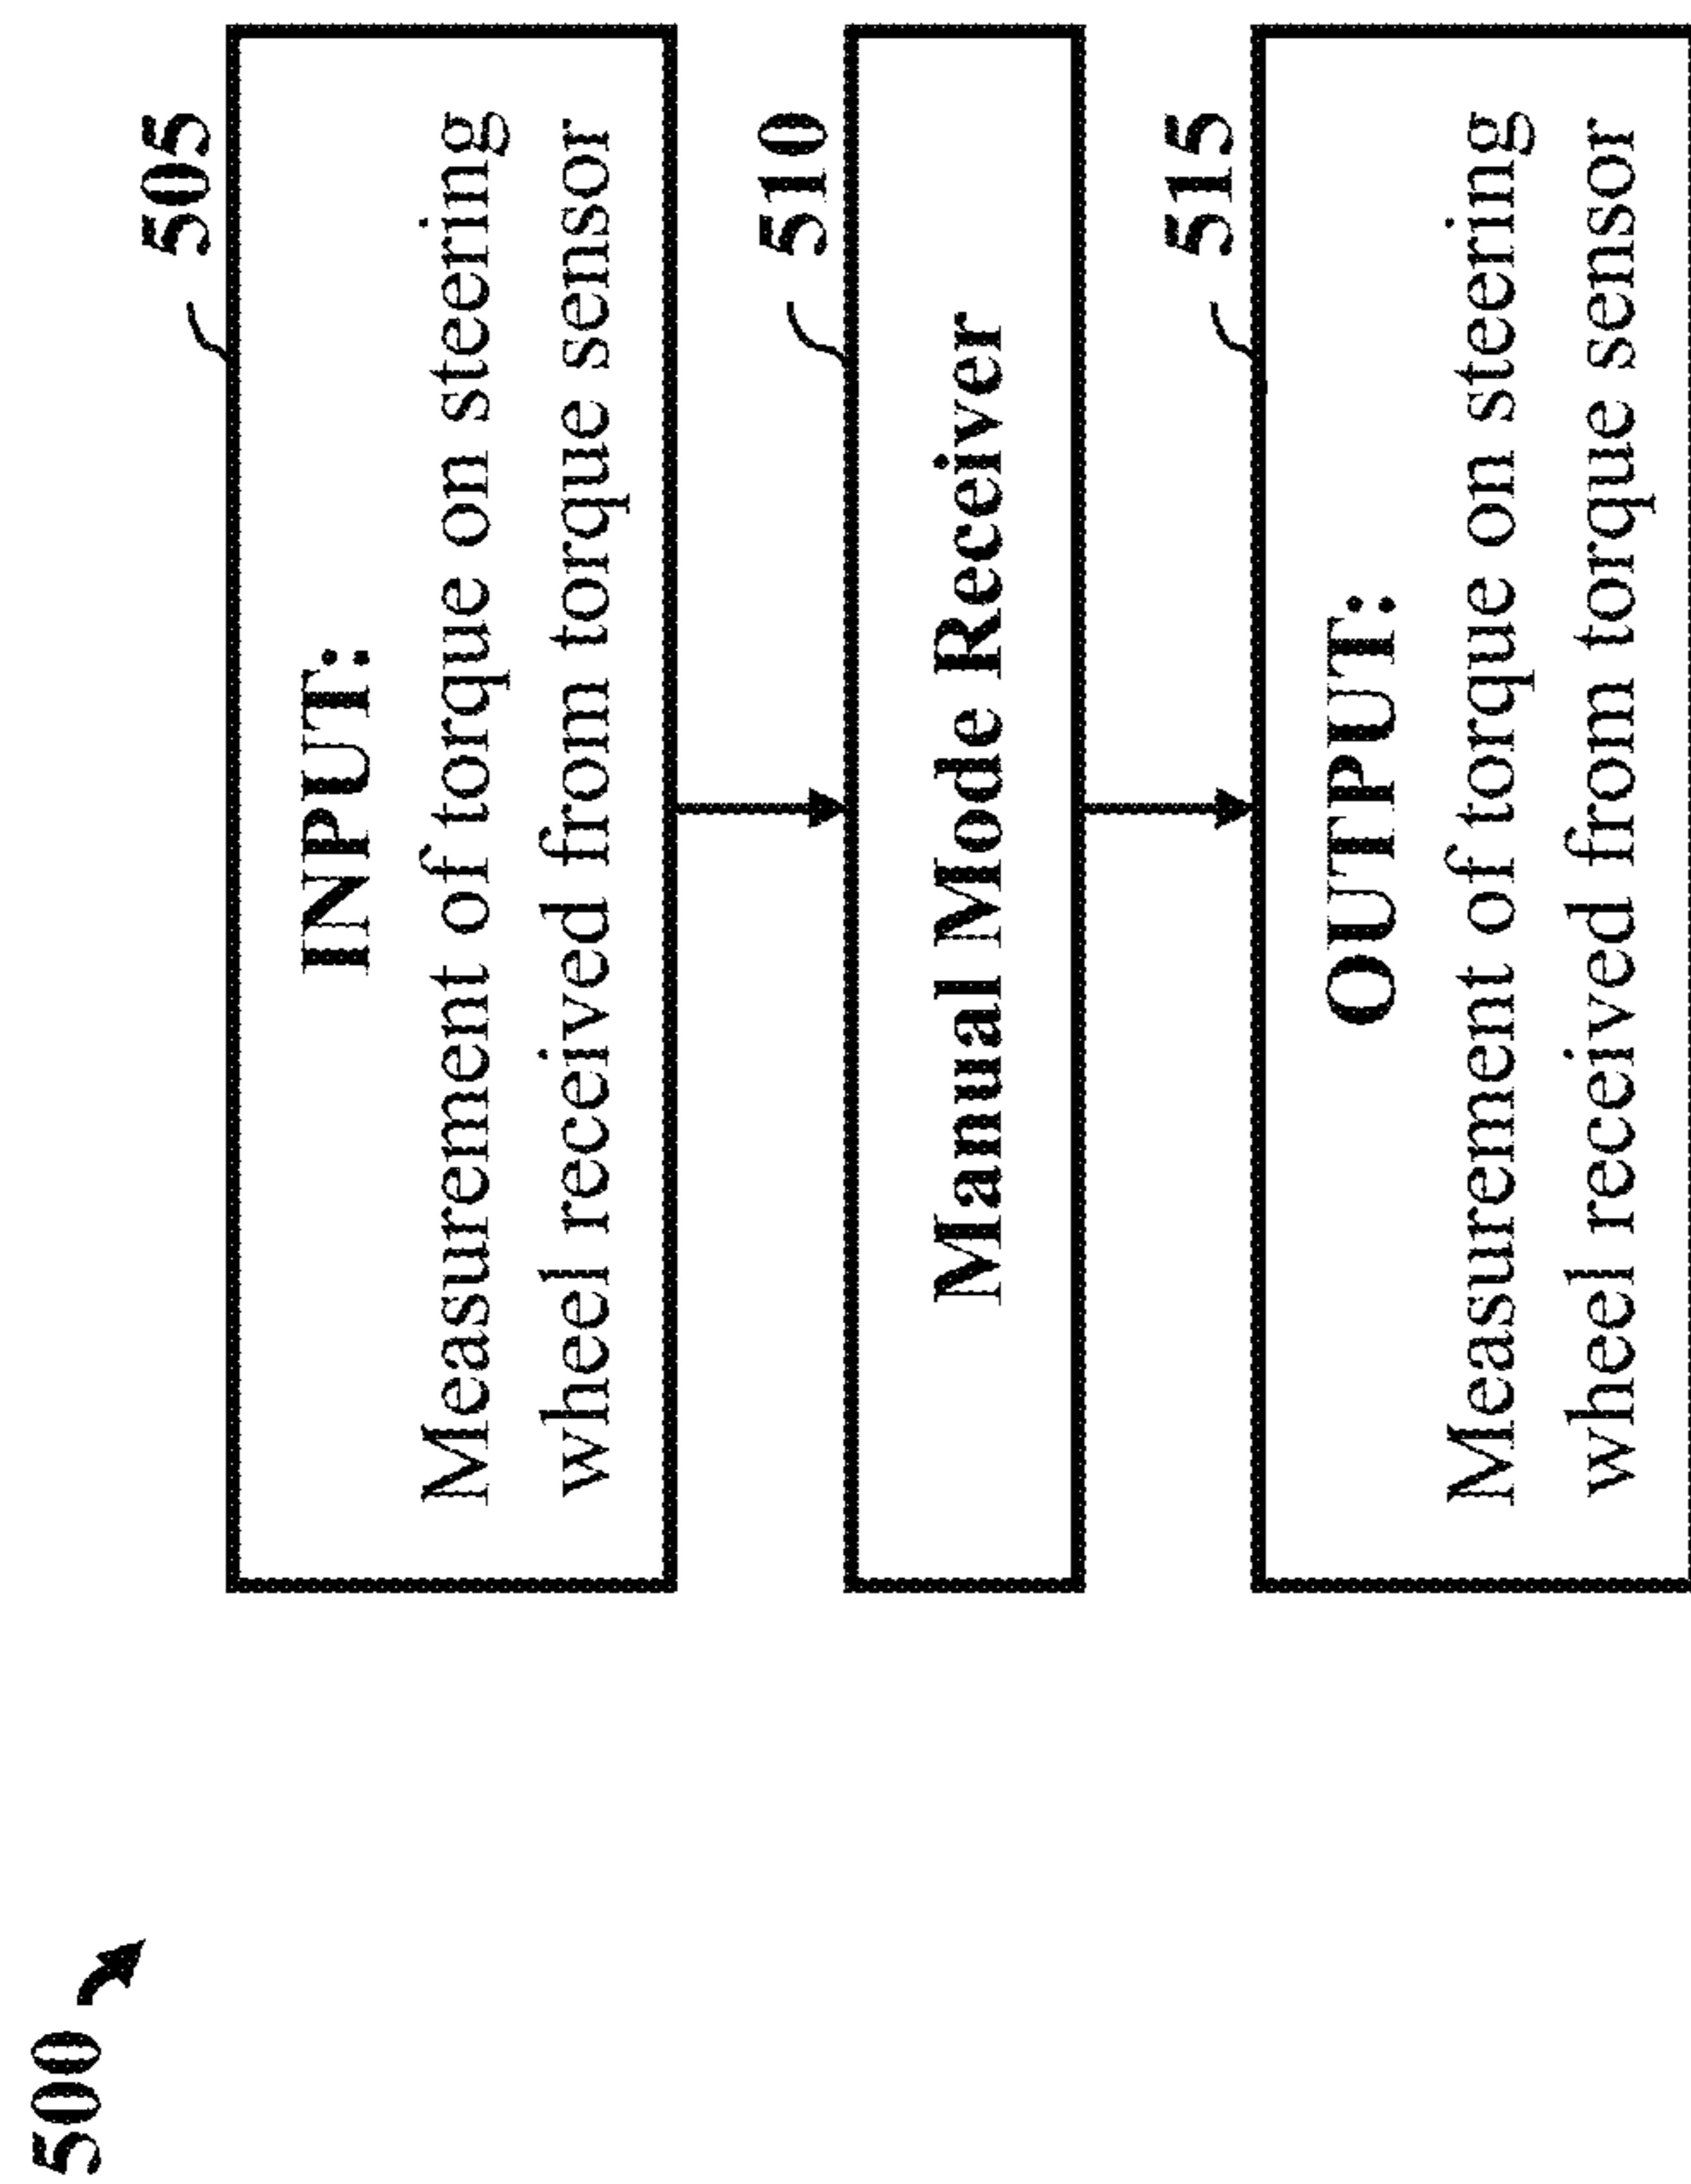 500
505
INPUT:
Measurement of torque on steering
wheel received from torque sensor
510
Manual Mode Receiver
515
OUTPUT:
Measurement of torque on steering
wheel received from torque sensor